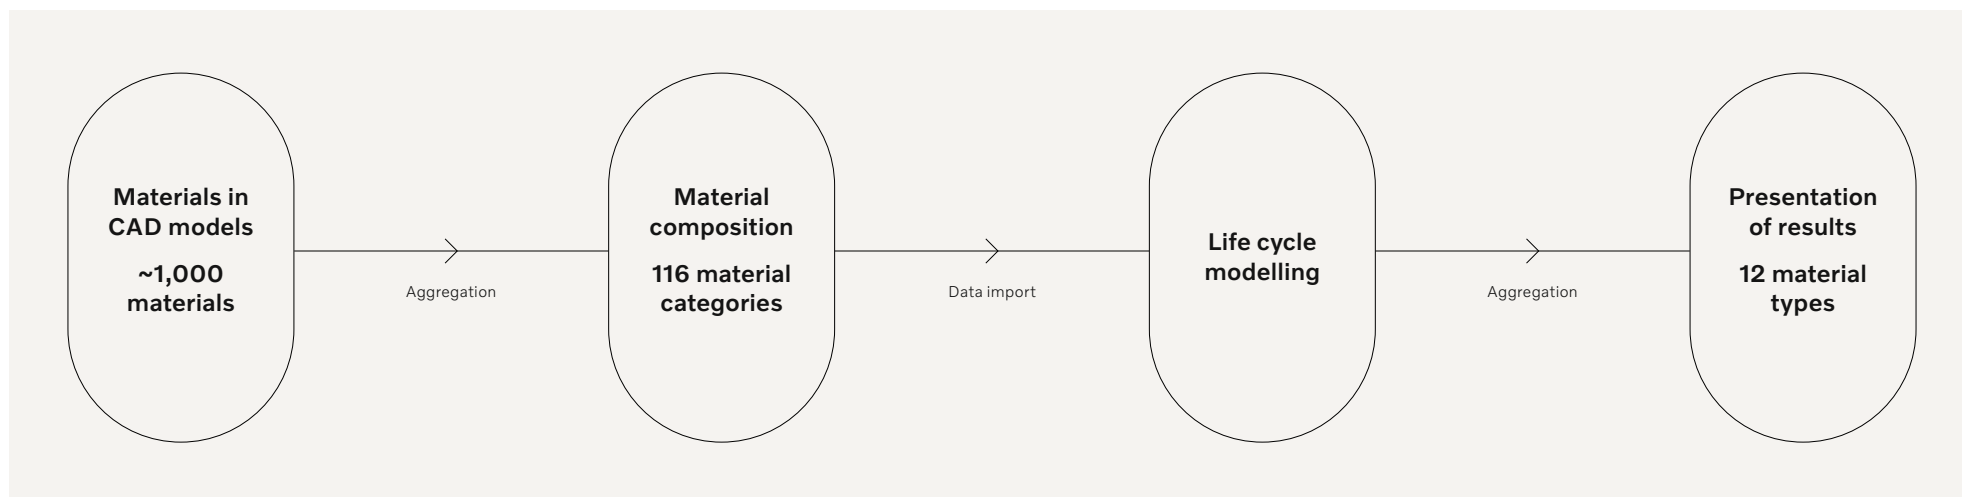 Materials in
CAD models
~1,000
materials
Aggregation
Material
composition
116 material
categories
Data import
Life cycle
modelling
Aggregation
Presentation
of results
12 material
types